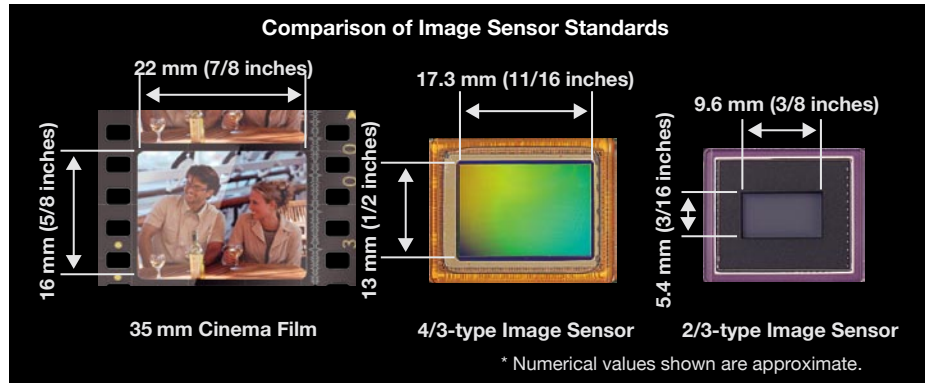 Comparison of Image Sensor Standards
22 mm (7/8 inches)
16 mm (5/8 inches)
35 mm Cinema Film
17.3 mm (11/16 inches)
13 mm (1/2 inches)
4/3-type Image Sensor
9.6 mm (3/8 inches)
5.4 mm (3/16 inches)
2/3-type Image Sensor
* Numerical values shown are approximate.